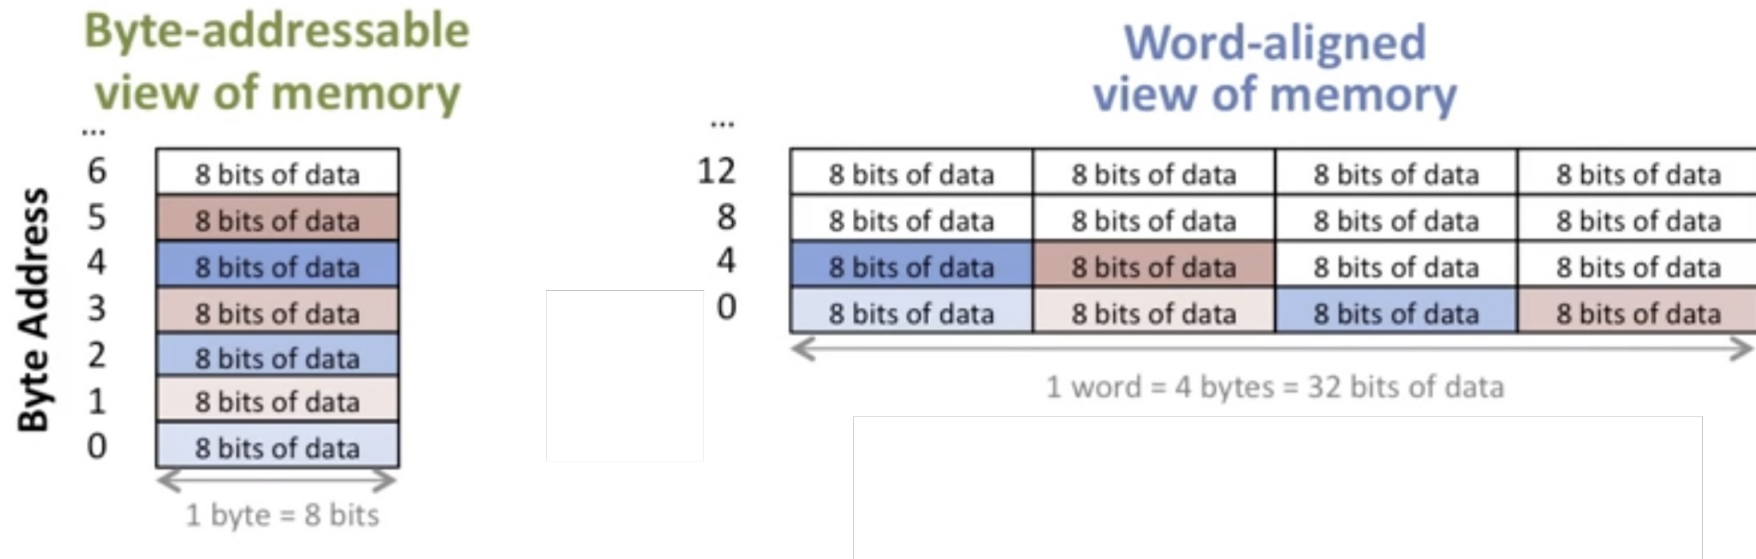 Byte-addressable
view of memory
...
6 8 bits of data
5 8 bits of data
4 8 bits of data
3 8 bits of data
2 8 bits of data
1 8 bits of data
0 8 bits of data
Byte Address
1 byte = 8 bits
Word-aligned
view of memory
...
12 8 bits of data 8 bits of data 8 bits of data 8 bits of data
8 8 bits of data 8 bits of data 8 bits of data 8 bits of data
4 8 bits of data 8 bits of data 8 bits of data 8 bits of data
0 8 bits of data 8 bits of data 8 bits of data 8 bits of data
1 word = 4 bytes = 32 bits of data